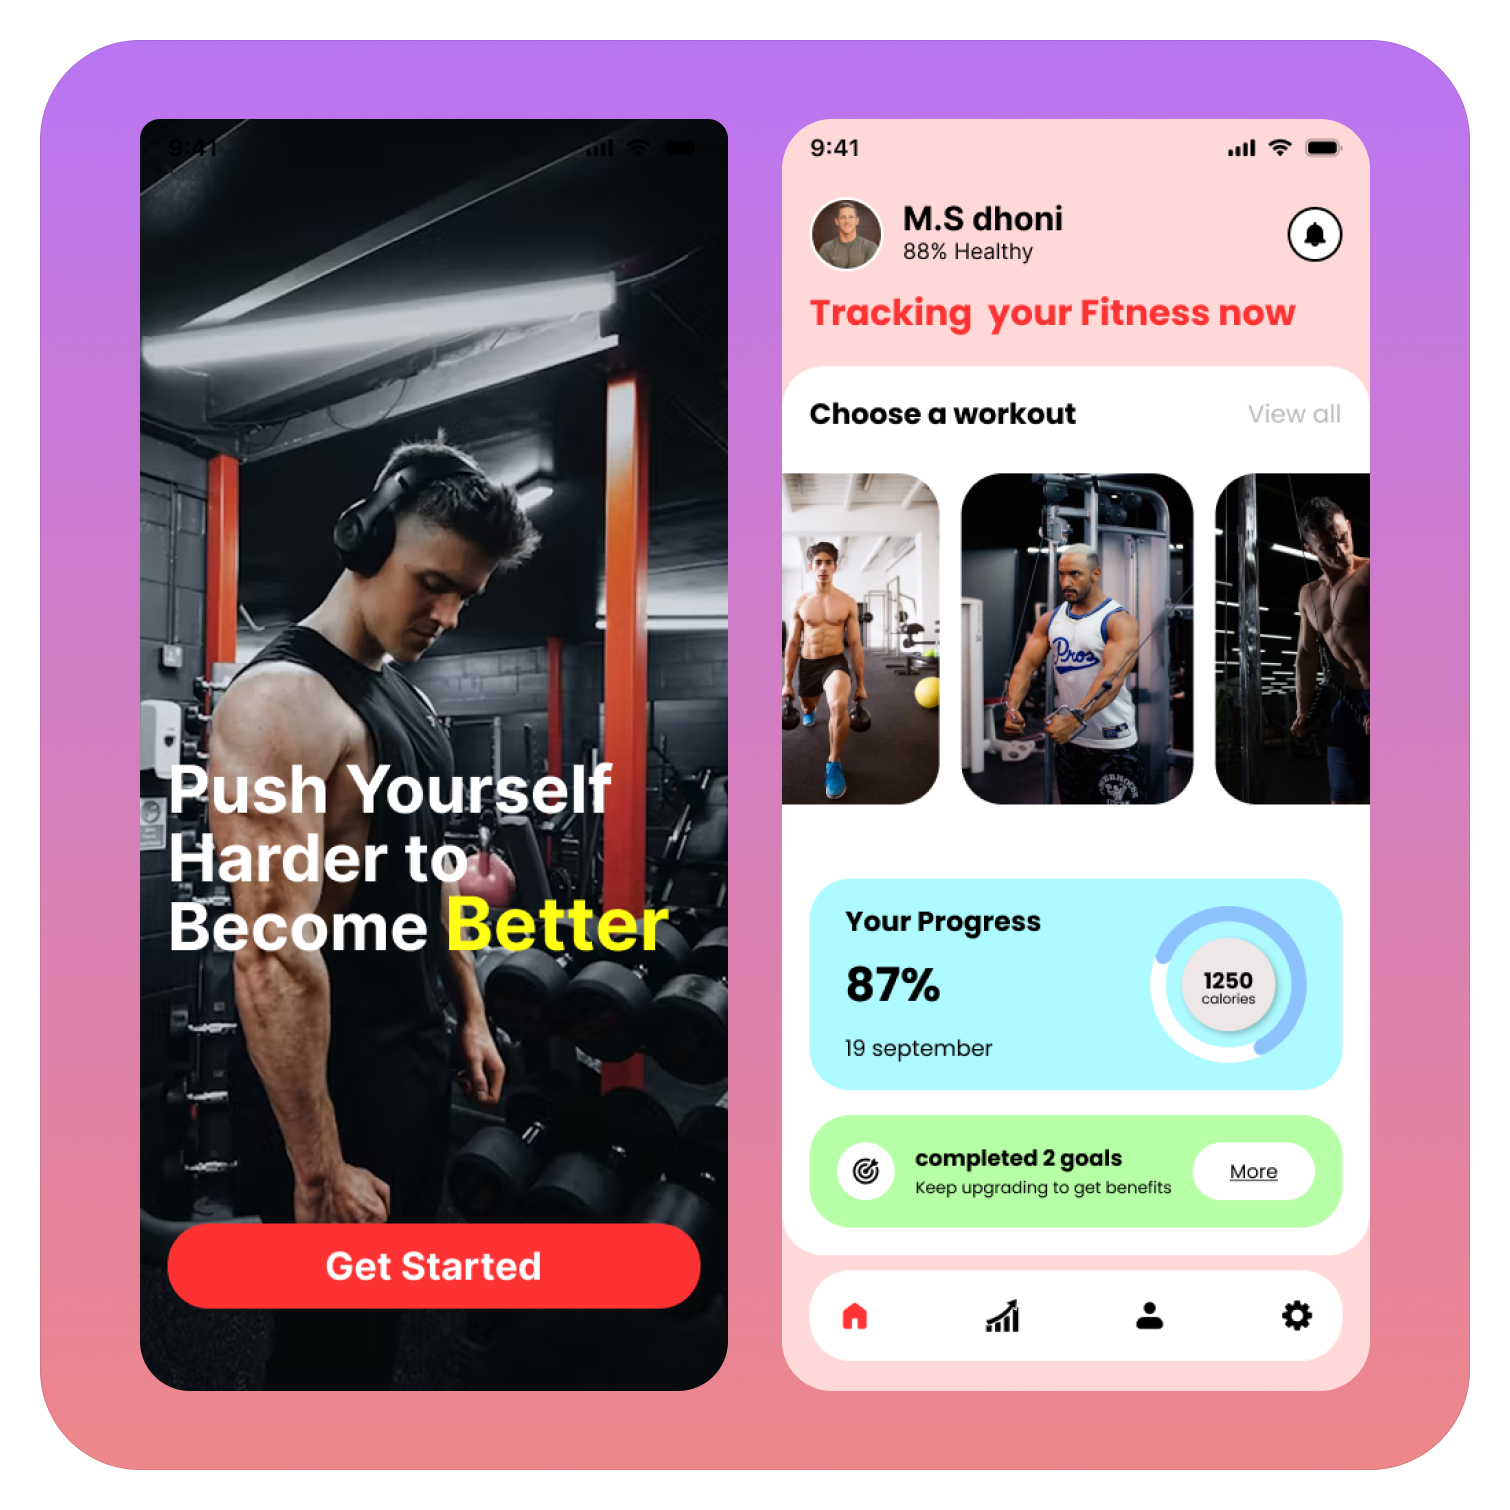 9:41
Push Yourself
Harder to
Become Better
Get Started
9:41
M.S dhoni
88% Healthy
Tracking  your Fitness now
Choose a workout
View all
Pros
Your Progress
87%
19 september
1250
calories
completed 2 goals
Keep upgrading to get benefits
More